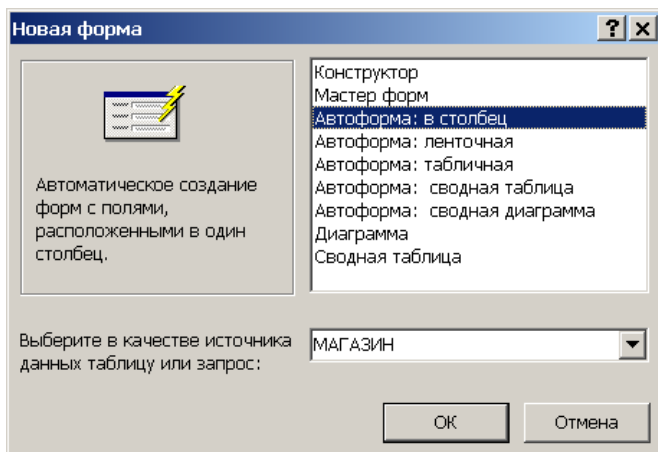 Новая форма
Автоматическое создание
форм с полями,
расположенными в один
столбец.
Конструктор
Мастер форм
Автоформа: в столбец
Автоформа: ленточная
Автоформа: табличная
Автоформа:  сводная таблица
Автоформа:  сводная диаграмма
Диаграмма
Сводная таблица
Выберите в качестве источника
данных таблицу или запрос:
МАГАЗИН
ОК
Отмена